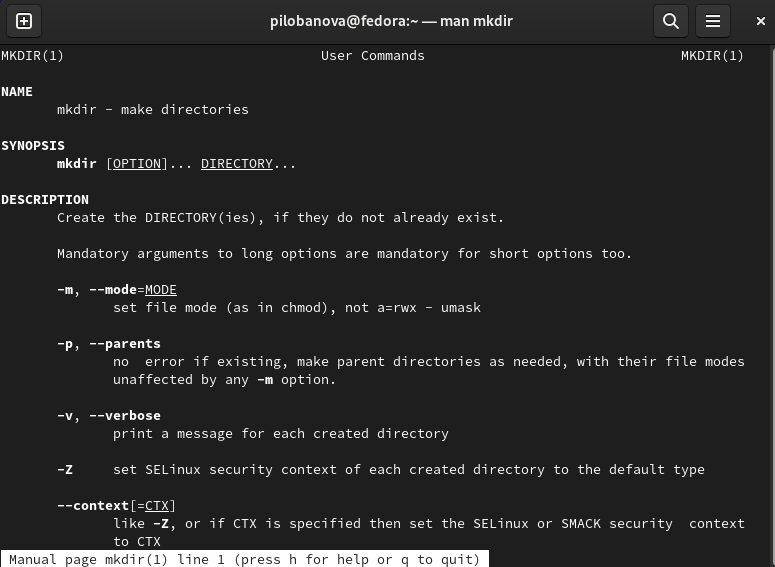 pilobanova@fedora:~ — man mkdir
MKDIR(1) User Commands MKDIR(1)
NAME
mkdir - make directories
SYNOPSIS
mkdir [OPTION]... DIRECTORY...
DESCRIPTION
Create the DIRECTORY(ies), if they do not already exist.
Mandatory arguments to long options are mandatory for short options too.
-m, --mode=MODE
set file mode (as in chmod), not a=rwx - umask
-p, --parents
no  error if existing, make parent directories as needed, with their file modes
unaffected by any -m option.
-v, --verbose
print a message for each created directory
-Z set SELinux security context of each created directory to the default type
--context[=CTX]
like -Z, or if CTX is specified then set the SELinux or SMACK security  context
to CTX
Manual page mkdir(1) line 1 (press h for help or q to quit)